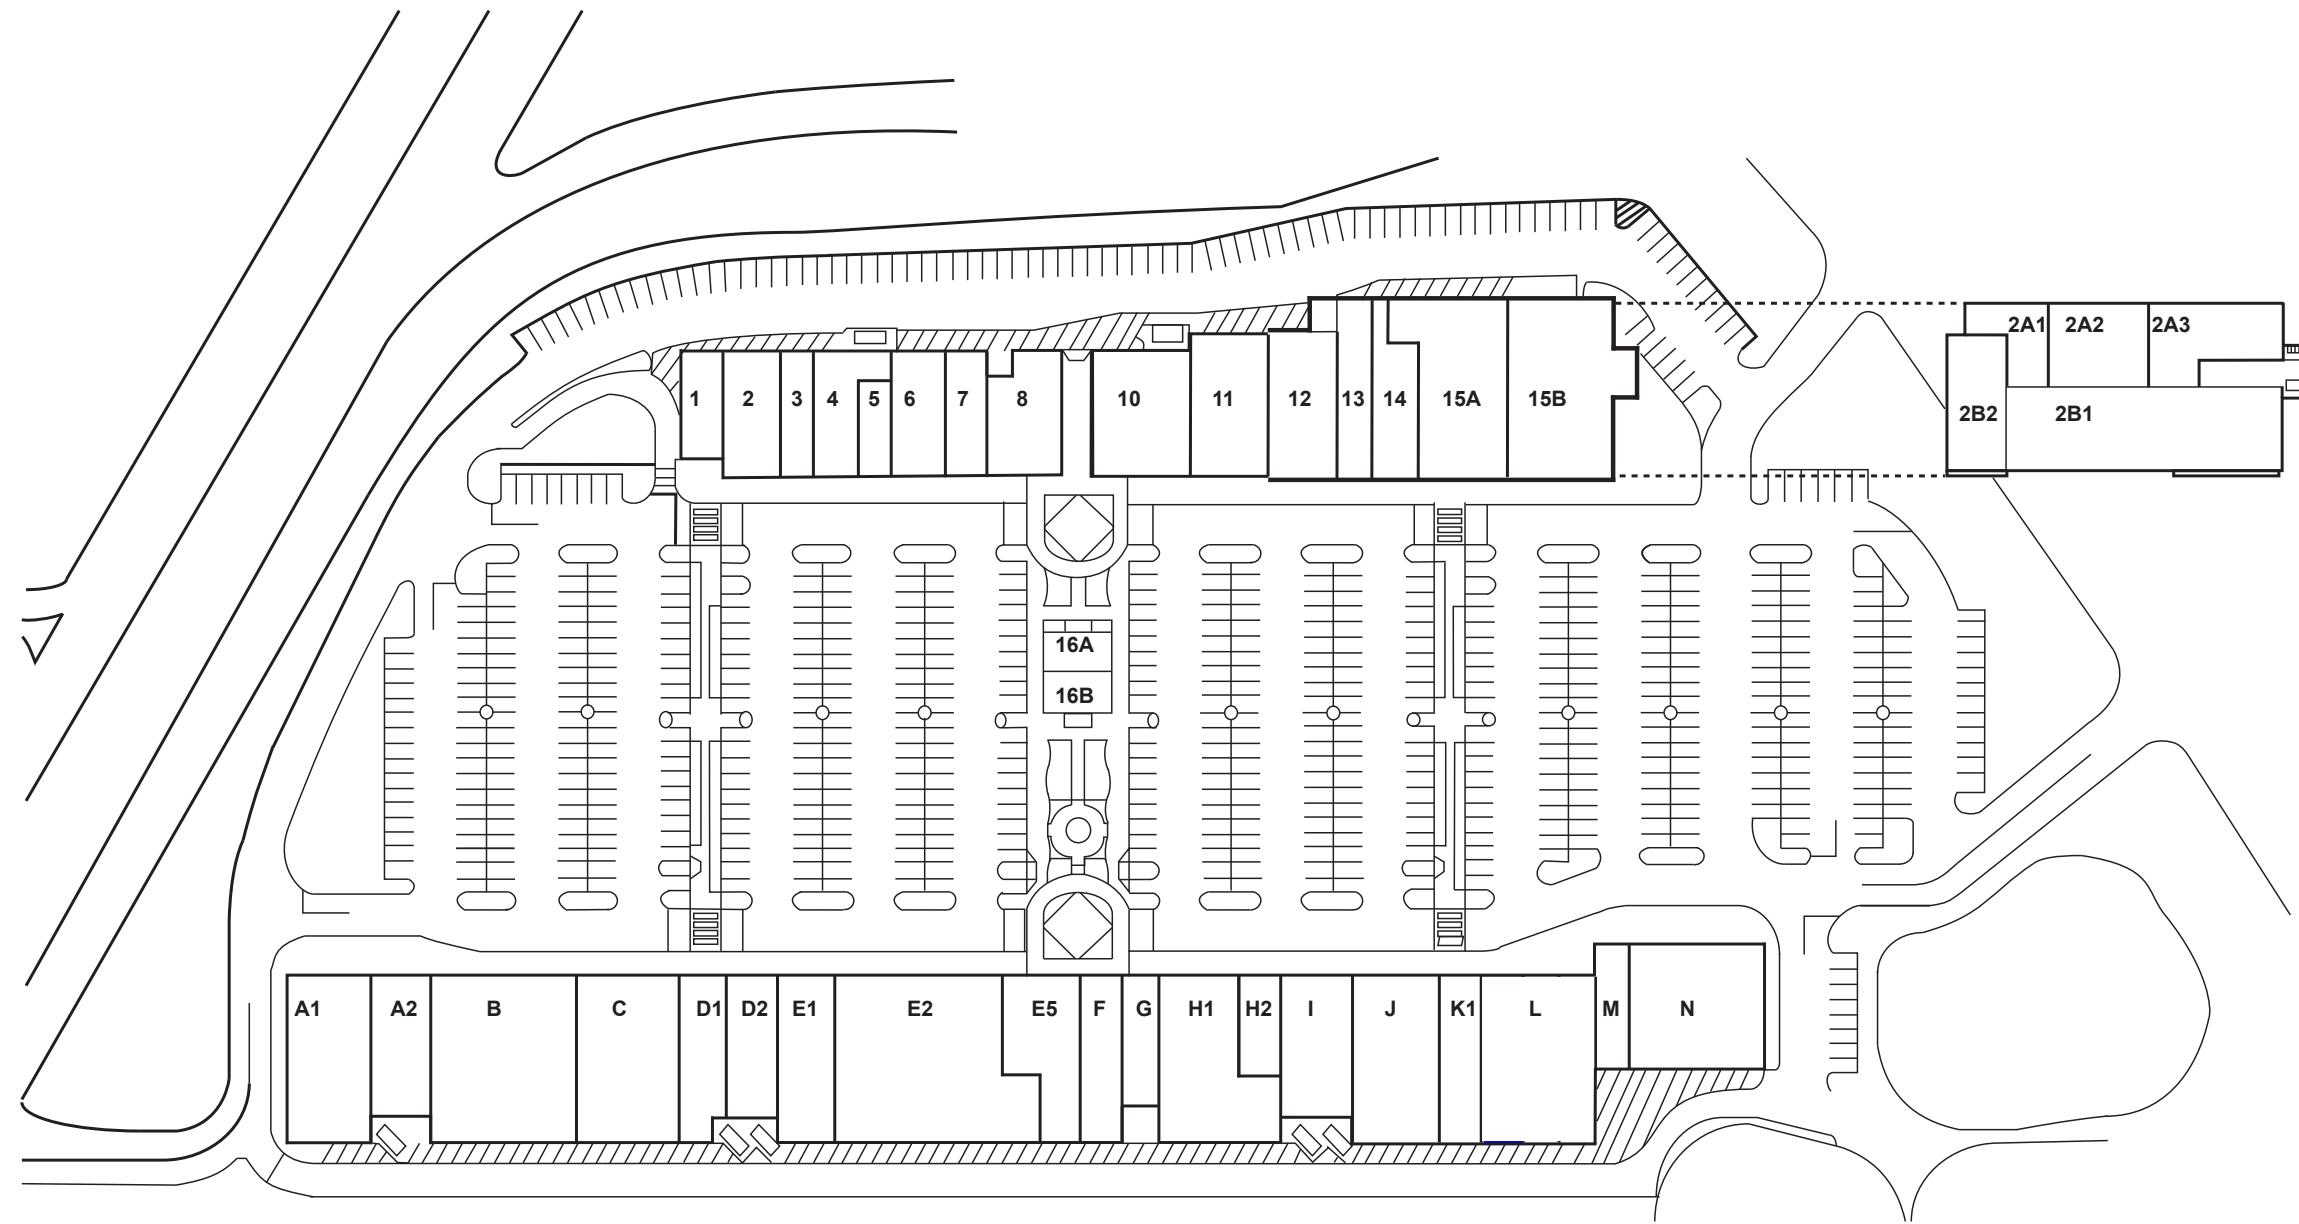 2A1 2A2 2A3
1 2 3 4 5 6 7 8 10 11 12 13 14 15A 15B
2B2 2B1
16A
16B
A1 A2 B C D1 D2 E1 E2 E5 F G H1 H2 I J K1 L M N